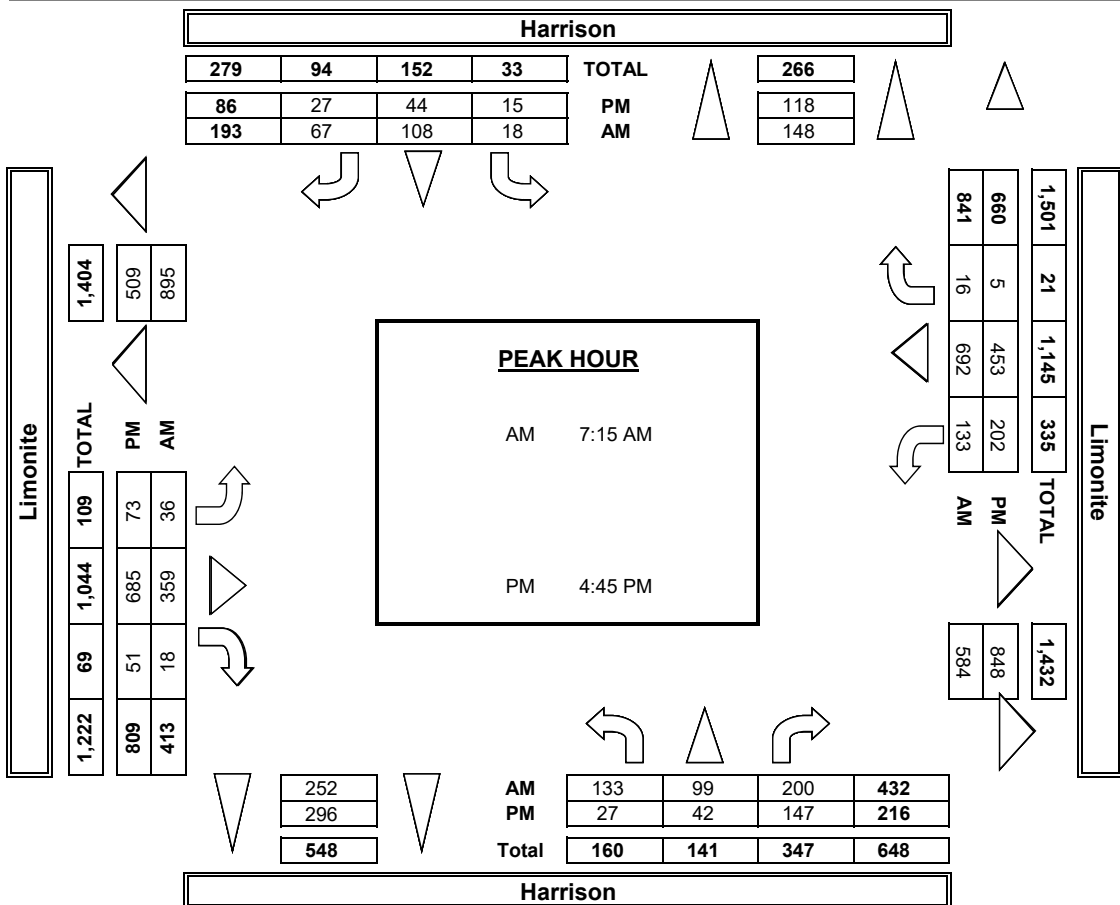 Harrison
279 94 152 33 TOTAL 266
86 27 44 15 PM 118
193 67 108 18 AM 148
Limonite
1,404
509
895
TOTAL 109 1,044 69 1,222
PM 73 685 51 809
AM 36 359 18 413
PEAK HOUR
AM 7:15 AM
PM 4:45 PM
1,501 21 1,145 335 TOTAL
660 5 453 202 PM
841 16 692 133 AM
1,432
848
584
Limonite
252 AM 133 99 200 432
296 PM 27 42 147 216
548 Total 160 141 347 648
Harrison